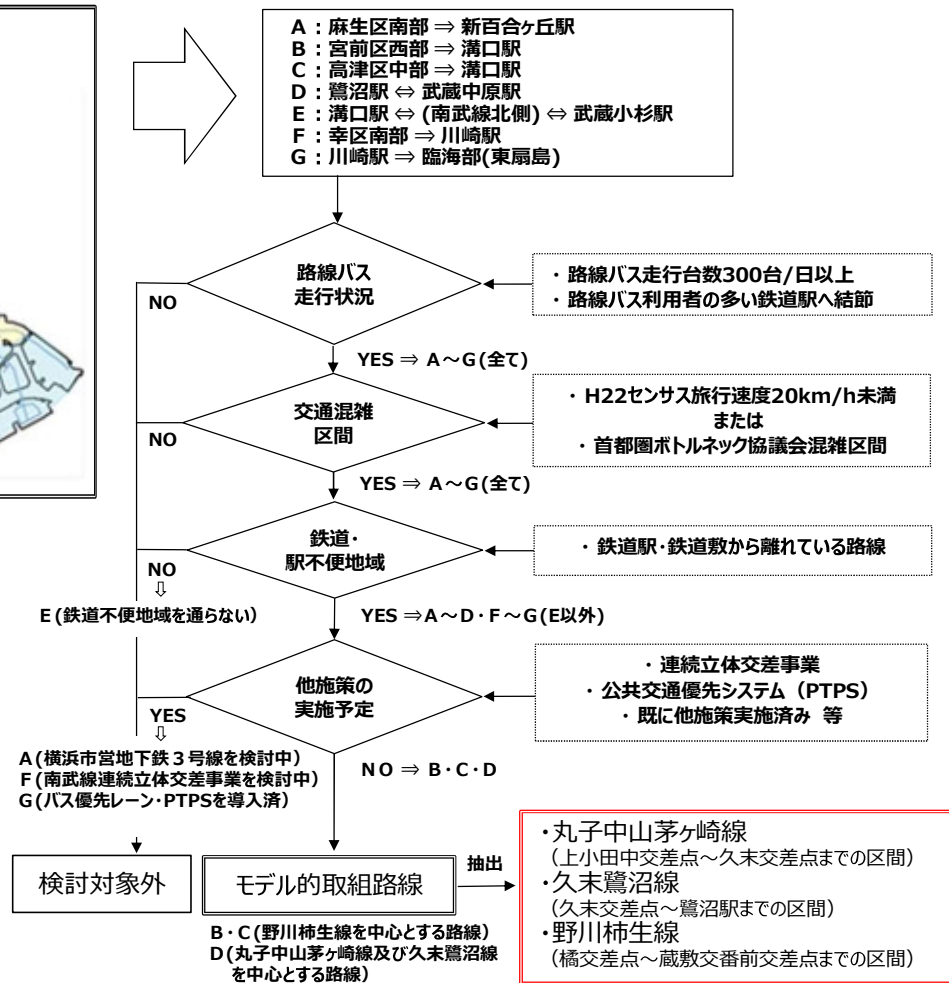 A：麻生区南部 ⇒ 新百合ヶ丘駅
B：宮前区西部 ⇒ 溝口駅
C：高津区中部 ⇒ 溝口駅
D：鷺沼駅 ⇔ 武蔵中原駅
E：溝口駅 ⇔ (南武線北側) ⇔ 武蔵小杉駅
F：幸区南部 ⇒ 川崎駅
G：川崎駅 ⇒ 臨海部(東扇島)
路線バス
走行状況
・路線バス走行台数300台/日以上
・路線バス利用者の多い鉄道駅へ結節
NO
YES ⇒ A～G(全て)
交通混雑
区間
・H22センサス旅行速度20km/h未満
または
・首都圏ボトルネック協議会混雑区間
NO
YES ⇒ A～G(全て)
鉄道・
駅不便地域
・鉄道駅・鉄道敷から離れている路線
NO
⇩
E(鉄道不便地域を通らない)
YES ⇒A～D・F～G(E以外)
他施策の
実施予定
・連続立体交差事業
・公共交通優先システム（PTPS）
・既に他施策実施済み 等
YES
⇩
A(横浜市営地下鉄３号線を検討中)
F(南武線連続立体交差事業を検討中)
G(バス優先レーン・PTPSを導入済)
NO ⇒ B・C・D
検討対象外
モデル的取組路線
抽出
B・C(野川柿生線を中心とする路線)
D(丸子中山茅ヶ崎線及び久末鷺沼線
を中心とする路線)
・丸子中山茅ヶ崎線
（上小田中交差点～久末交差点までの区間）
・久末鷺沼線
（久末交差点～鷺沼駅までの区間）
・野川柿生線
（橘交差点～蔵敷交番前交差点までの区間）